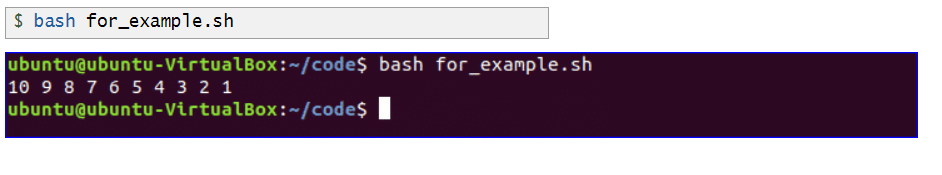 $ bash for_example.sh
ubuntu@ubuntu-VirtualBox:~/code$ bash for_example.sh
10 9 8 7 6 5 4 3 2 1
ubuntu@ubuntu-VirtualBox:~/code$